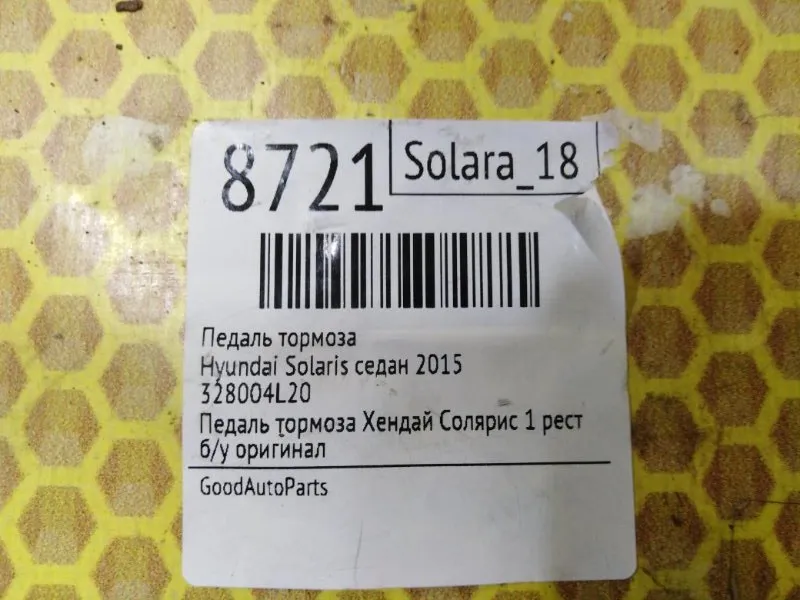 8721
Solara_18
Педаль тормоза
Hyundai Solaris седан 2015
328004L20
Педаль тормоза Хендай Солярис 1 рест
б/у оригинал
GoodAutoParts